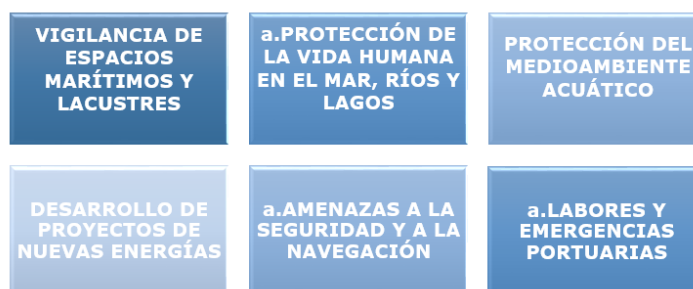 VIGILANCIA DE
ESPACIOS
MARÍTIMOS Y
LACUSTRES
a.PROTECCIÓN DE
LA VIDA HUMANA
EN EL MAR, RÍOS Y
LAGOS
PROTECCIÓN DEL
MEDIOAMBIENTE
ACUÁTICO
DESARROLLO DE
PROYECTOS DE
NUEVAS ENERGÍAS
a.AMENAZAS A LA
SEGURIDAD Y A LA
NAVEGACIÓN
a.LABORES Y
EMERGENCIAS
PORTUARIAS